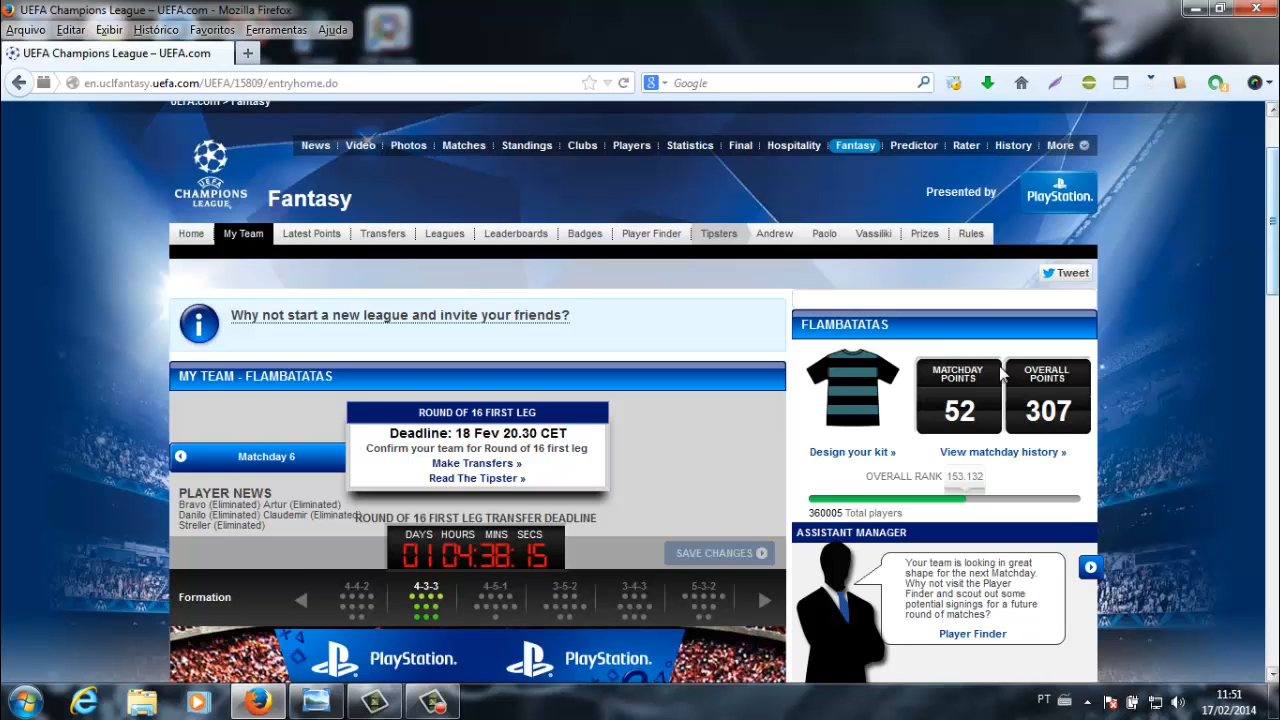 UEFA Champions League – UEFA.com - Mozilla Firefox
Arquivo Editar Exibir Histórico Favoritos Ferramentas Ajuda
UEFA Champions League – UEFA.com
en.uclfantasy.uefa.com/UEFA/15809/entryhome.do
Google
UEFA.com > Fantasy
News Video Photos Matches Standings Clubs Players Statistics Final Hospitality Fantasy Predictor Rater History More
UEFA
CHAMPIONS
LEAGUE
Fantasy
Presented by
PlayStation.
Home My Team Latest Points Transfers Leagues Leaderboards Badges Player Finder Tipsters Andrew Paolo Vassiliki Prizes Rules
Tweet
Why not start a new league and invite your friends?
MY TEAM - FLAMBATATAS
ROUND OF 16 FIRST LEG
Deadline: 18 Fev 20.30 CET
Confirm your team for Round of 16 first leg
Make Transfers »
Read The Tipster »
Matchday 6
PLAYER NEWS
Bravo (Eliminated) Artur (Eliminated)
Danilo (Eliminated) Claudemir (Eliminated)
Streller (Eliminated)
ROUND OF 16 FIRST LEG TRANSFER DEADLINE
DAYS HOURS MINS SECS
01:04:38:15
SAVE CHANGES
Formation
4-4-2 4-3-3 4-5-1 3-5-2 3-4-3 5-3-2
PlayStation. PlayStation.
FLAMBATATAS
MATCHDAY
POINTS
52
OVERALL
POINTS
307
Design your kit »
View matchday history »
OVERALL RANK 153.132
360005 Total players
ASSISTANT MANAGER
Your team is looking in great
shape for the next Matchday.
Why not visit the Player
Finder and scout out some
potential signings for a future
round of matches?
Player Finder
PT
11:51
17/02/2014